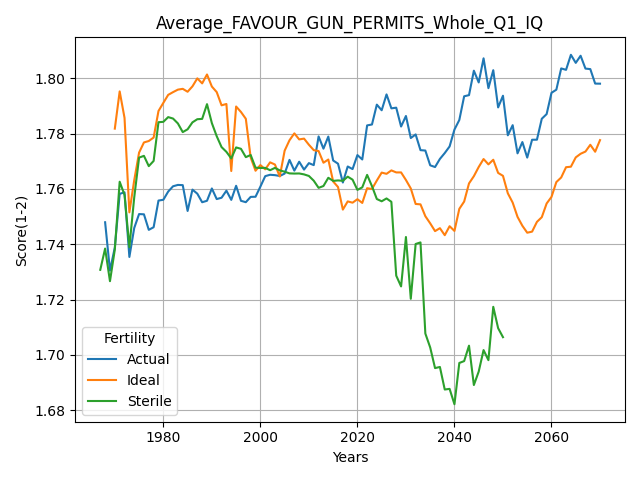 Average_FAVOUR_GUN_PERMITS_Whole_Q1_IQ
Score(1-2)
1.80
1.78
1.76
1.74
1.72
1.70
1.68
Fertility
Actual
Ideal
Sterile
1980
2000
2020
2040
2060
Years